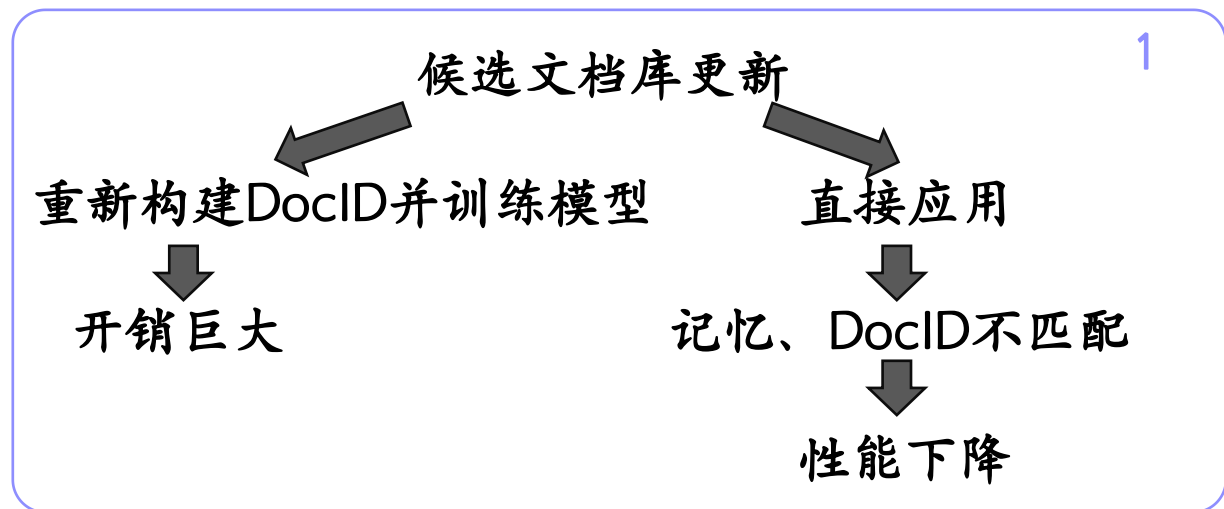 1
候选文档库更新
重新构建DocID并训练模型
直接应用
开销巨大
记忆、DocID不匹配
性能下降